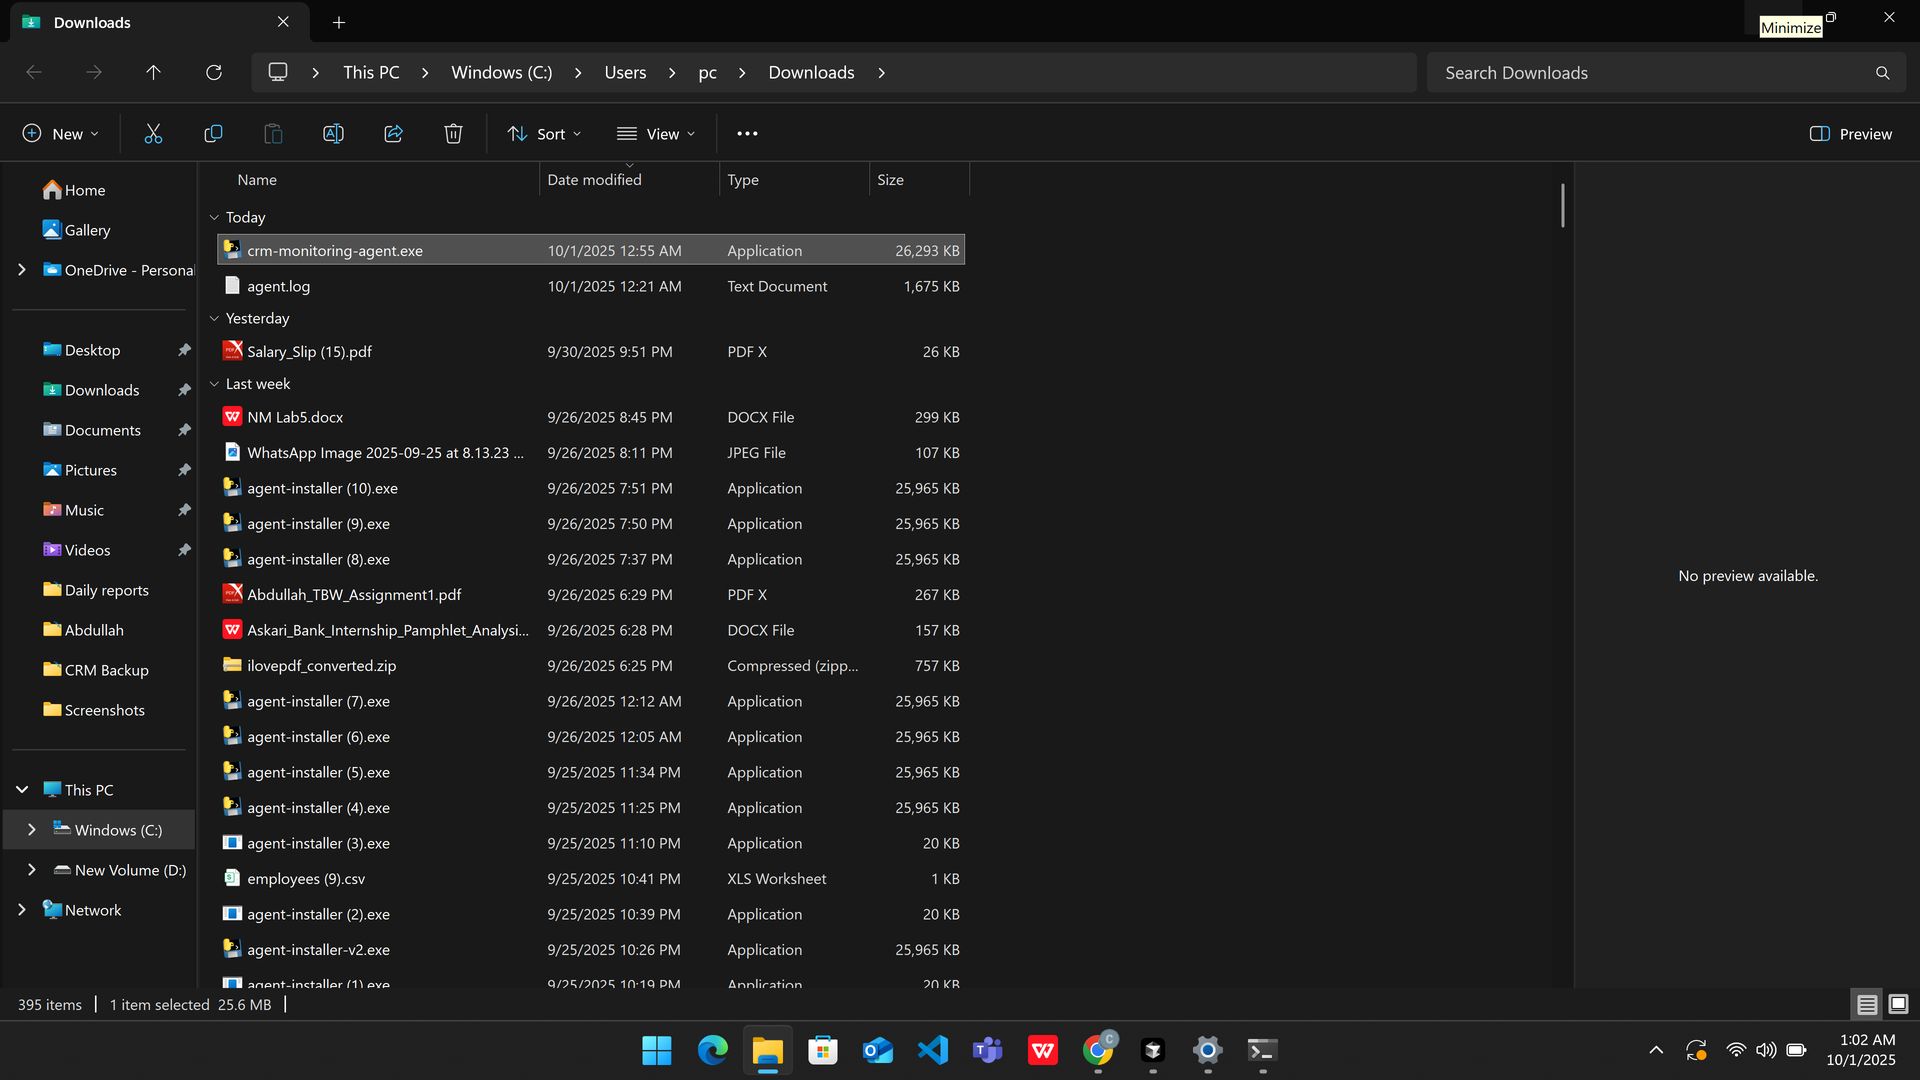 Downloads
Minimize
This PC
Windows (C:)
Users
pc
Downloads
Search Downloads
New
Sort
View
Preview
Name
Date modified
Type
Size
Home
Gallery
OneDrive - Personal
Desktop
Downloads
Documents
Pictures
Music
Videos
Daily reports
Abdullah
CRM Backup
Screenshots
This PC
Windows (C:)
New Volume (D:)
Network
Today
crm-monitoring-agent.exe 10/1/2025 12:55 AM Application 26,293 KB
agent.log 10/1/2025 12:21 AM Text Document 1,675 KB
Yesterday
Salary_Slip (15).pdf 9/30/2025 9:51 PM PDF X 26 KB
Last week
NM Lab5.docx 9/26/2025 8:45 PM DOCX File 299 KB
WhatsApp Image 2025-09-25 at 8.13.23 ... 9/26/2025 8:11 PM JPEG File 107 KB
agent-installer (10).exe 9/26/2025 7:51 PM Application 25,965 KB
agent-installer (9).exe 9/26/2025 7:50 PM Application 25,965 KB
agent-installer (8).exe 9/26/2025 7:37 PM Application 25,965 KB
Abdullah_TBW_Assignment1.pdf 9/26/2025 6:29 PM PDF X 267 KB
Askari_Bank_Internship_Pamphlet_Analysi... 9/26/2025 6:28 PM DOCX File 157 KB
ilovepdf_converted.zip 9/26/2025 6:25 PM Compressed (zipp... 757 KB
agent-installer (7).exe 9/26/2025 12:12 AM Application 25,965 KB
agent-installer (6).exe 9/26/2025 12:05 AM Application 25,965 KB
agent-installer (5).exe 9/25/2025 11:34 PM Application 25,965 KB
agent-installer (4).exe 9/25/2025 11:25 PM Application 25,965 KB
agent-installer (3).exe 9/25/2025 11:10 PM Application 20 KB
employees (9).csv 9/25/2025 10:41 PM XLS Worksheet 1 KB
agent-installer (2).exe 9/25/2025 10:39 PM Application 20 KB
agent-installer-v2.exe 9/25/2025 10:26 PM Application 25,965 KB
agent-installer (1).exe 9/25/2025 10:19 PM Application 20 KB
No preview available.
395 items
1 item selected 25.6 MB
1:02 AM
10/1/2025